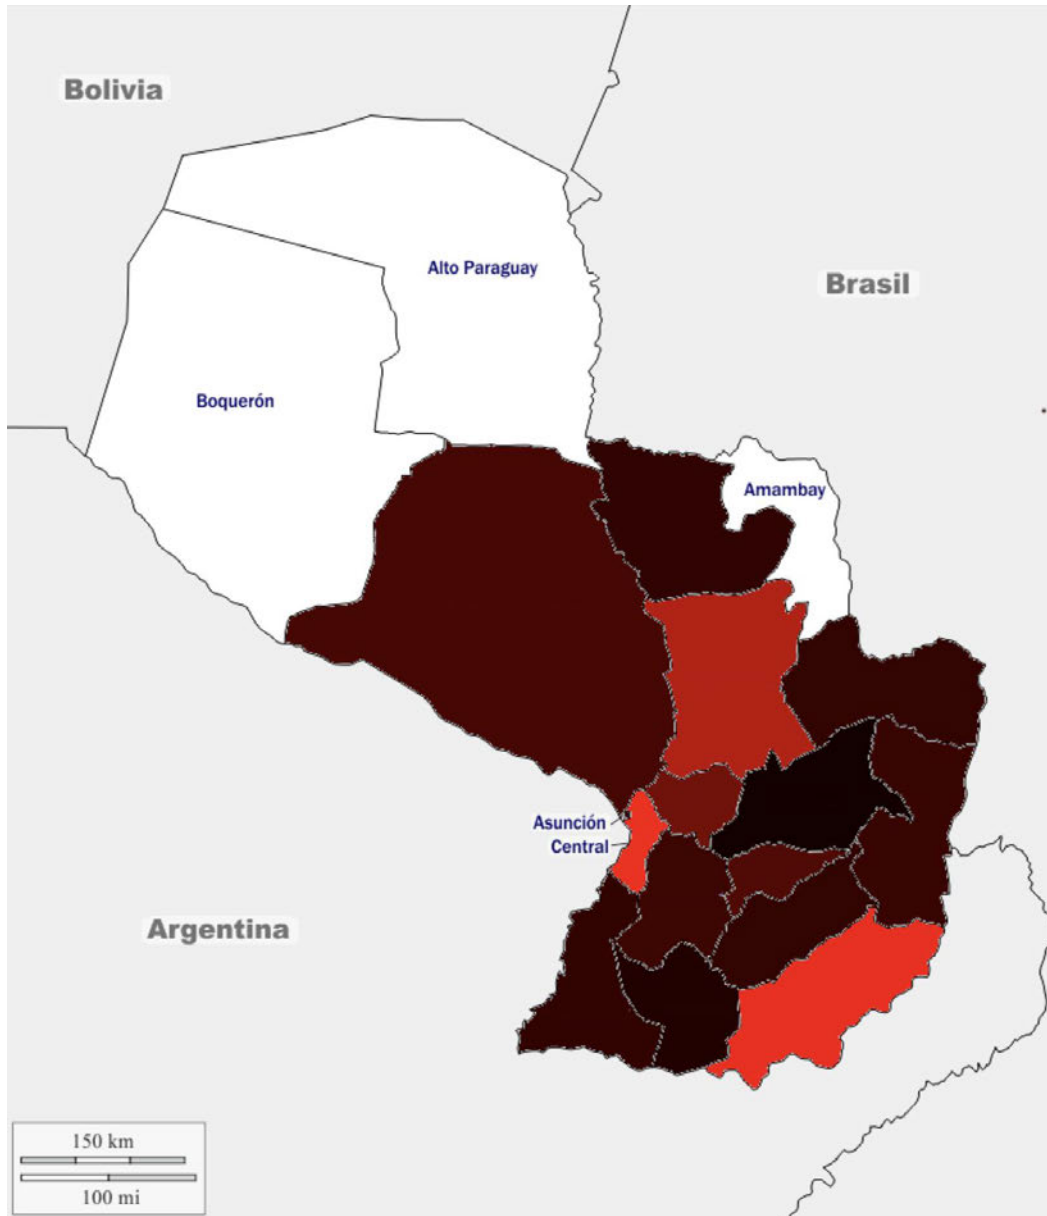 Bolivia
Alto Paraguay
Brasil
Boquerón
Amambay
Asunción
Central
Argentina
150 km
100 mi